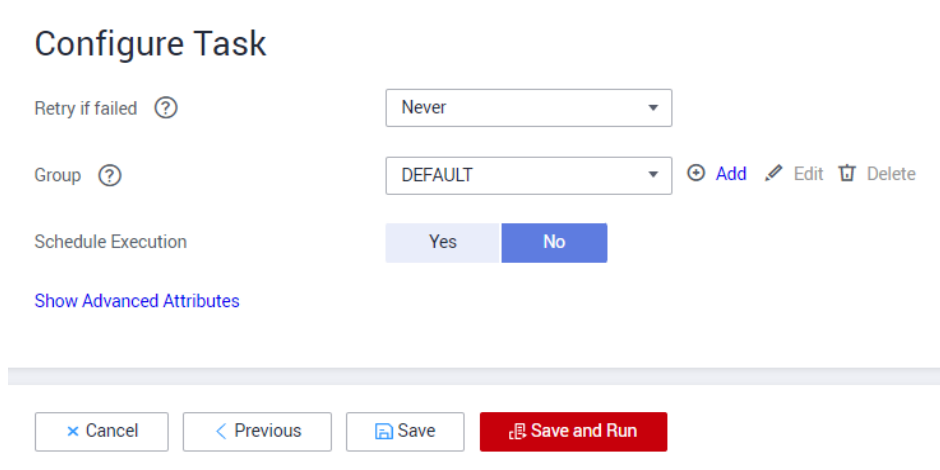 Configure Task
Retry if failed ? Never
Group ? DEFAULT Add Edit Delete
Schedule Execution Yes No
Show Advanced Attributes
Cancel Previous Save Save and Run